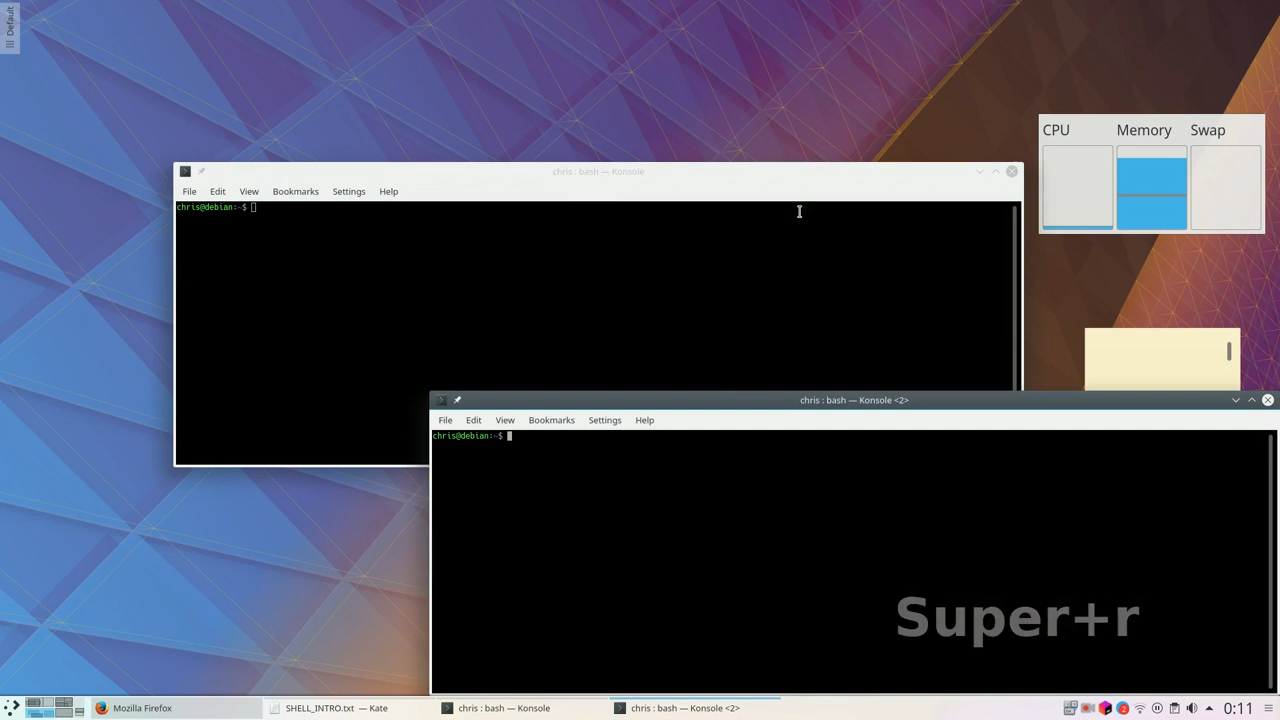 Default
CPU Memory Swap
chris : bash — Konsole
File Edit View Bookmarks Settings Help
chris@debian:~$
chris : bash — Konsole <2>
File Edit View Bookmarks Settings Help
chris@debian:~$
Super+r
Mozilla Firefox SHELL_INTRO.txt — Kate chris : bash — Konsole chris : bash — Konsole <2> 2 0:11